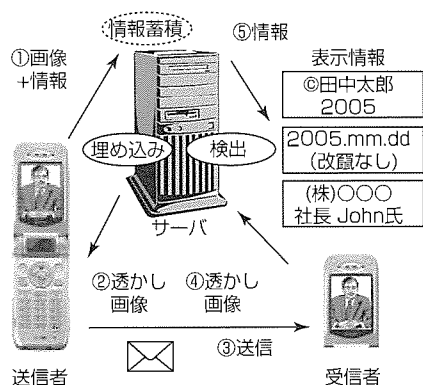 情報蓄積
①画像
+情報
⑤情報
表示情報
©田中太郎
2005
2005.mm.dd
(改竄なし)
(株)○○○
社長 John氏
埋め込み
検出
サーバ
②透かし
画像
④透かし
画像
③送信
送信者
受信者